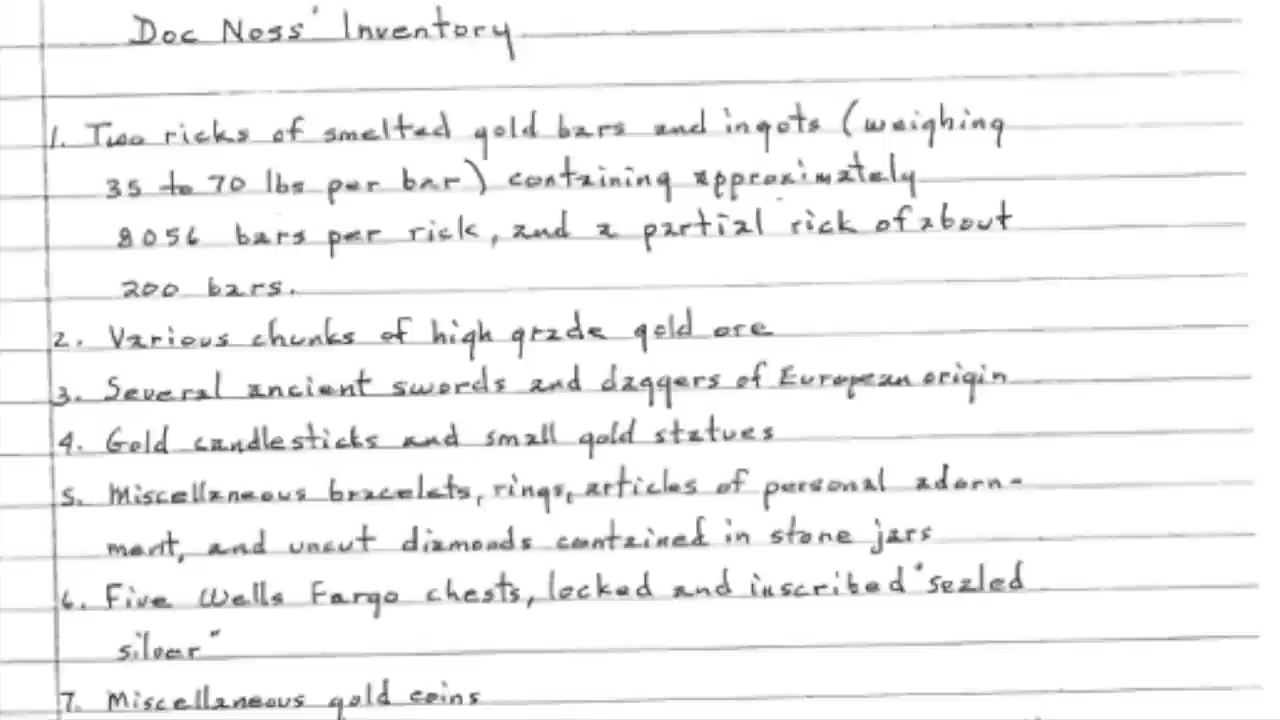 Doc Noss' Inventory
1. Two ricks of smelted gold bars and ingots (weighing
35 to 70 lbs per bar) containing approximately
8056 bars per rick, and a partial rick of about
200 bars.
2. Various chunks of high grade gold ore
3. Several ancient swords and daggers of European origin
4. Gold candlesticks and small gold statues
5. Miscellaneous bracelets, rings, articles of personal adorn-
ment, and uncut diamonds contained in stone jars
6. Five Wells Fargo chests, locked and inscribed "sealed
silver"
7. Miscellaneous gold coins